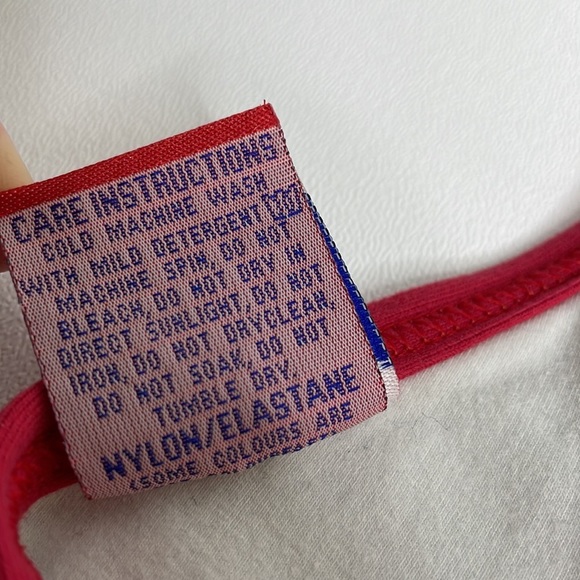 CARE INSTRUCTIONS
COLD MACHINE WASH
WITH MILD DETERGENT
MACHINE SPIN, DO NOT
BLEACH, DO NOT DRY IN
DIRECT SUNLIGHT, DO NOT
IRON, DO NOT DRYCLEAN,
DO NOT SOAK, DO NOT
TUMBLE DRY.
NYLON/ELASTANE
(SOME COLOURS ARE